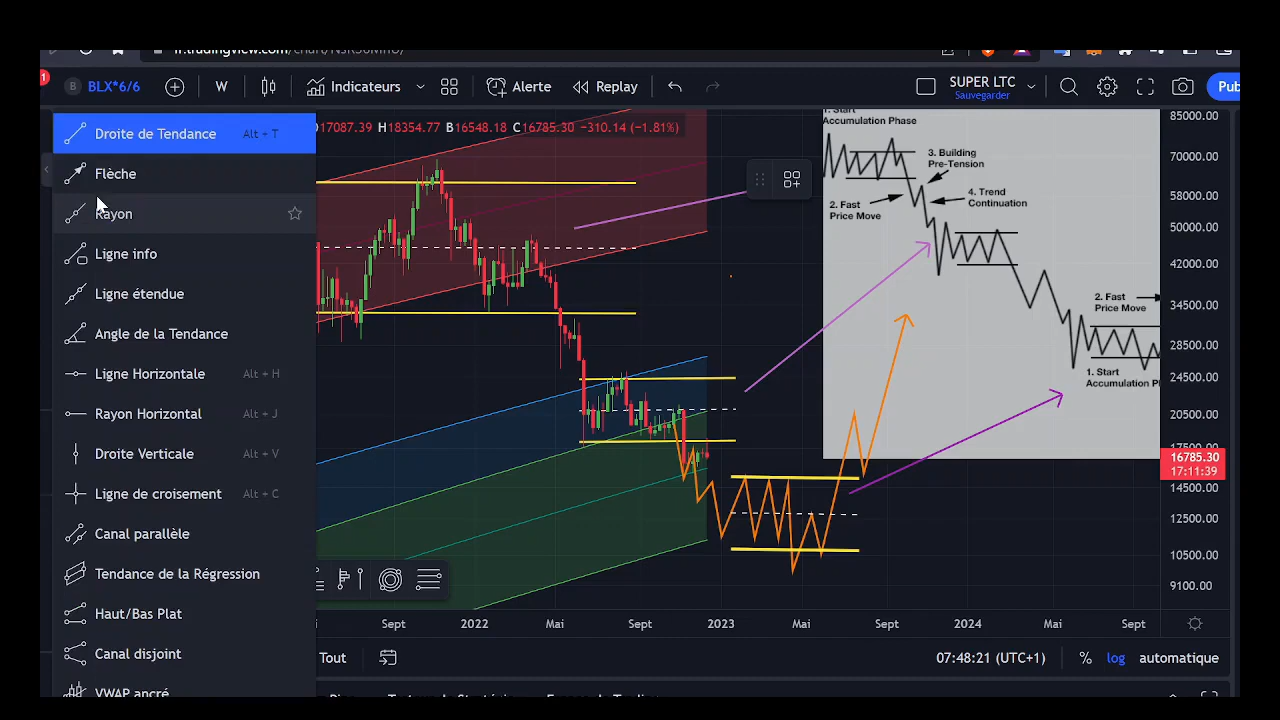 BLX*6/6
W
Indicateurs
Alerte
Replay
SUPER LTC
Sauvegarder
Pub
Droite de Tendance Alt + T
Flèche
Rayon
Ligne info
Ligne étendue
Angle de la Tendance
Ligne Horizontale Alt + H
Rayon Horizontal Alt + J
Droite Verticale Alt + V
Ligne de croisement Alt + C
Canal parallèle
Tendance de la Régression
Haut/Bas Plat
Canal disjoint
VWAP ancré
17087.39 H18354.77 B16548.18 C16785.30 −310.14 (−1.81%)
1. Start
Accumulation Phase
3. Building
Pre-Tension
4. Trend
Continuation
2. Fast
Price Move
2. Fast
Price Move
1. Start
Accumulation P
85000.00
70000.00
58000.00
50000.00
42000.00
34500.00
28500.00
24500.00
20500.00
17500.00
16785.30
17:11:39
14500.00
12500.00
10500.00
9100.00
Sept 2022 Mai Sept 2023 Mai Sept 2024 Mai Sept
Tout
07:48:21 (UTC+1) % log automatique